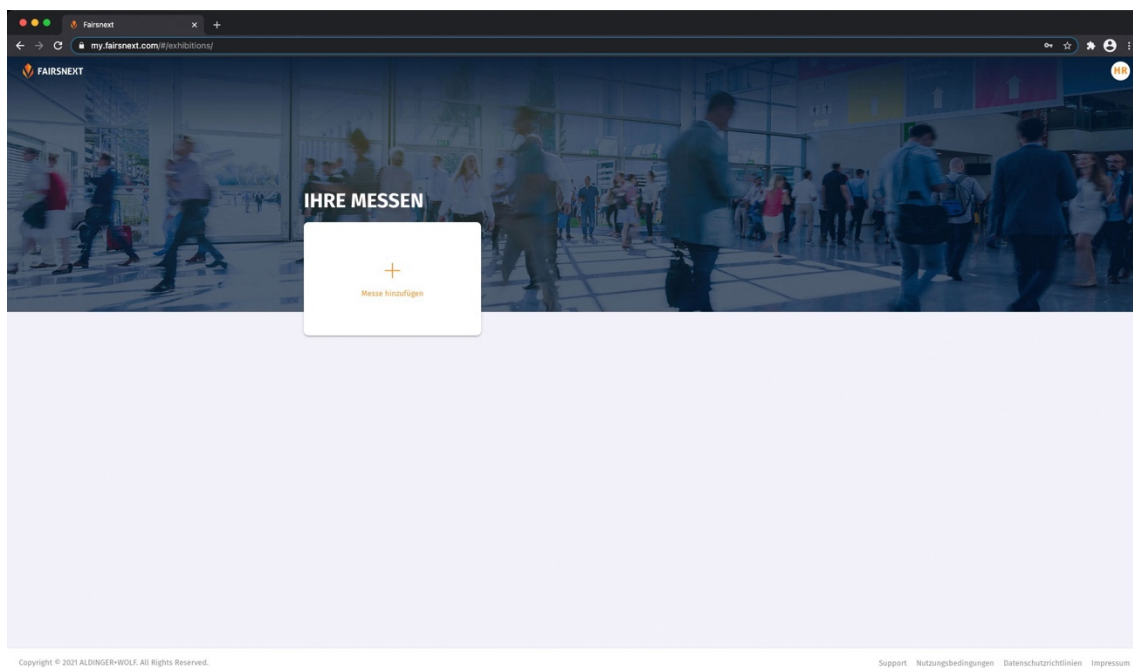 Fairsnext
my.fairsnext.com/#/exhibitions/
FAIRSNEXT
HR
IHRE MESSEN
Messe hinzufügen
Copyright © 2021 ALDINGER+WOLF. All Rights Reserved.
Support Nutzungsbedingungen Datenschutzrichtlinien Impressum